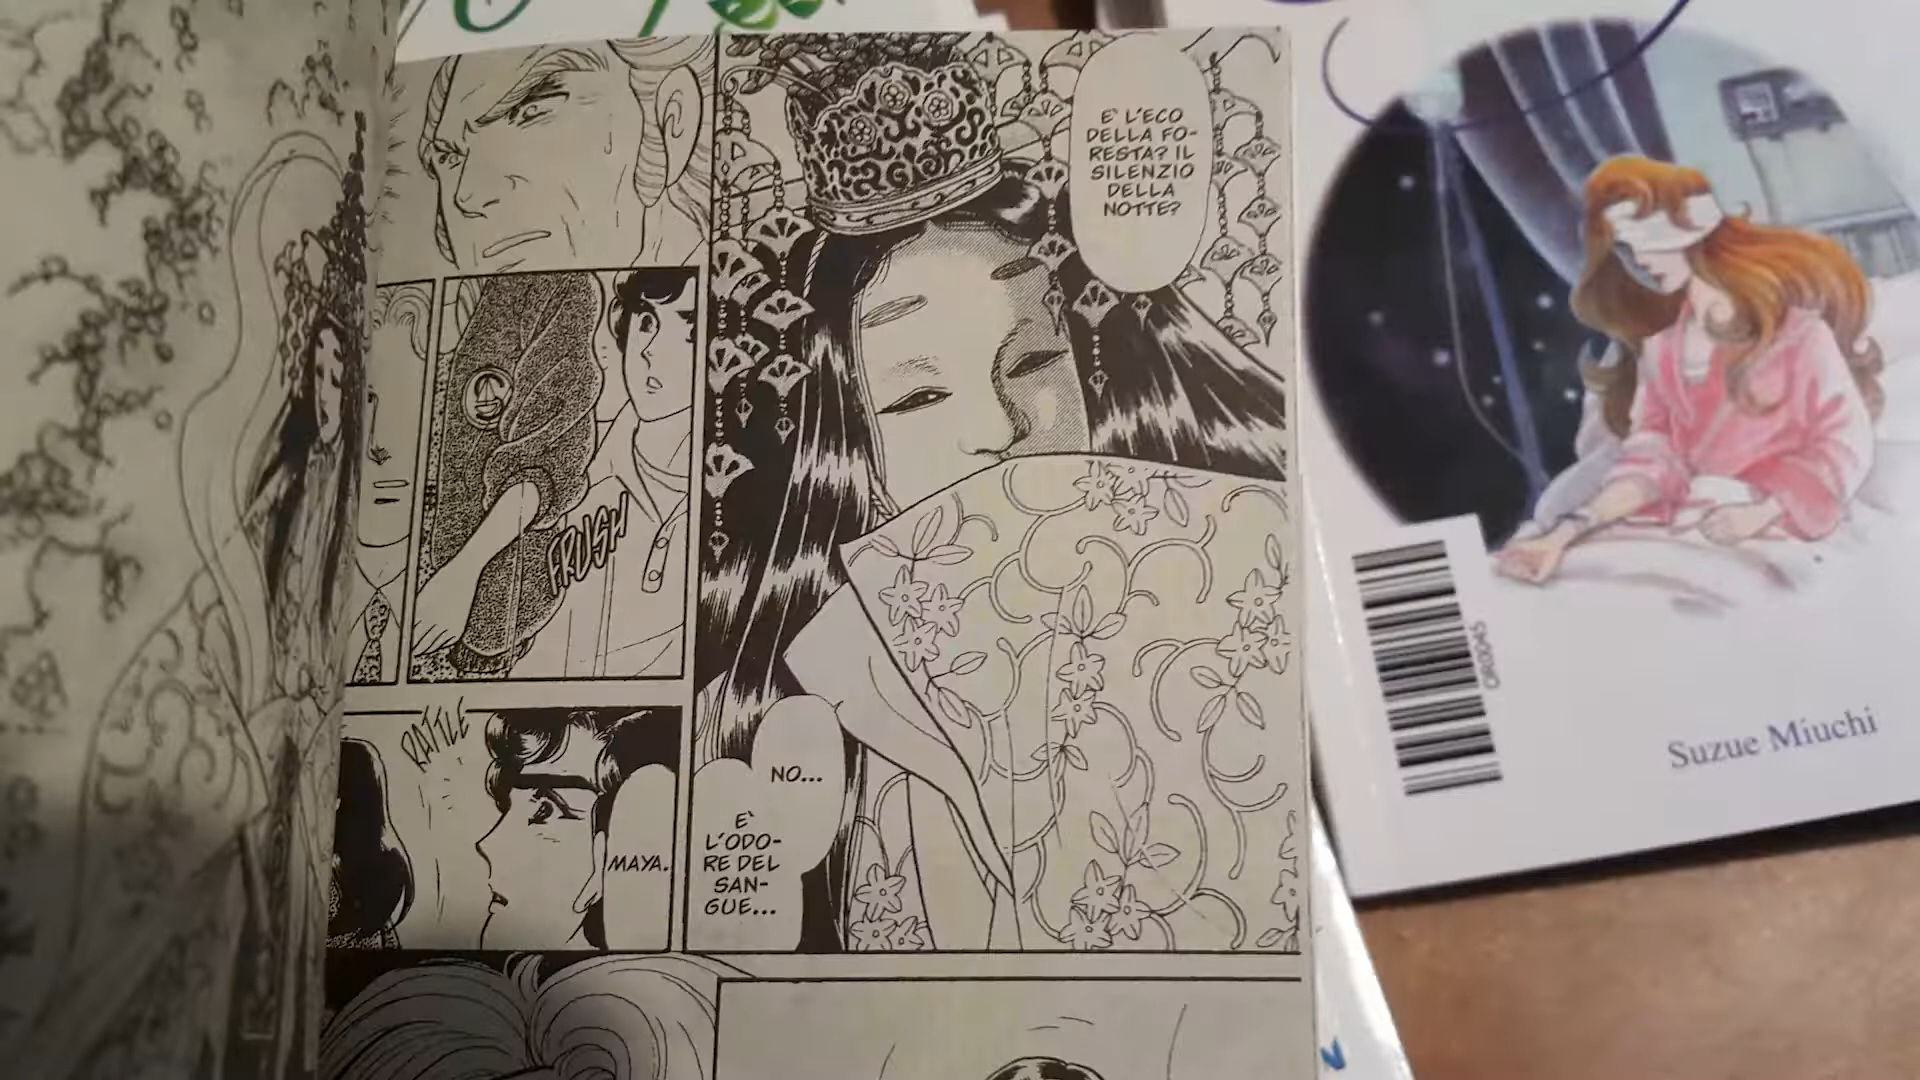 E' L'ECO
DELLA FO-
RESTA? IL
SILENZIO
DELLA
NOTTE?
FRUSH
RATTLE
MAYA.
NO...
E'
L'ODO-
RE DEL
SAN-
GUE...
OR0045
Suzue Miuchi